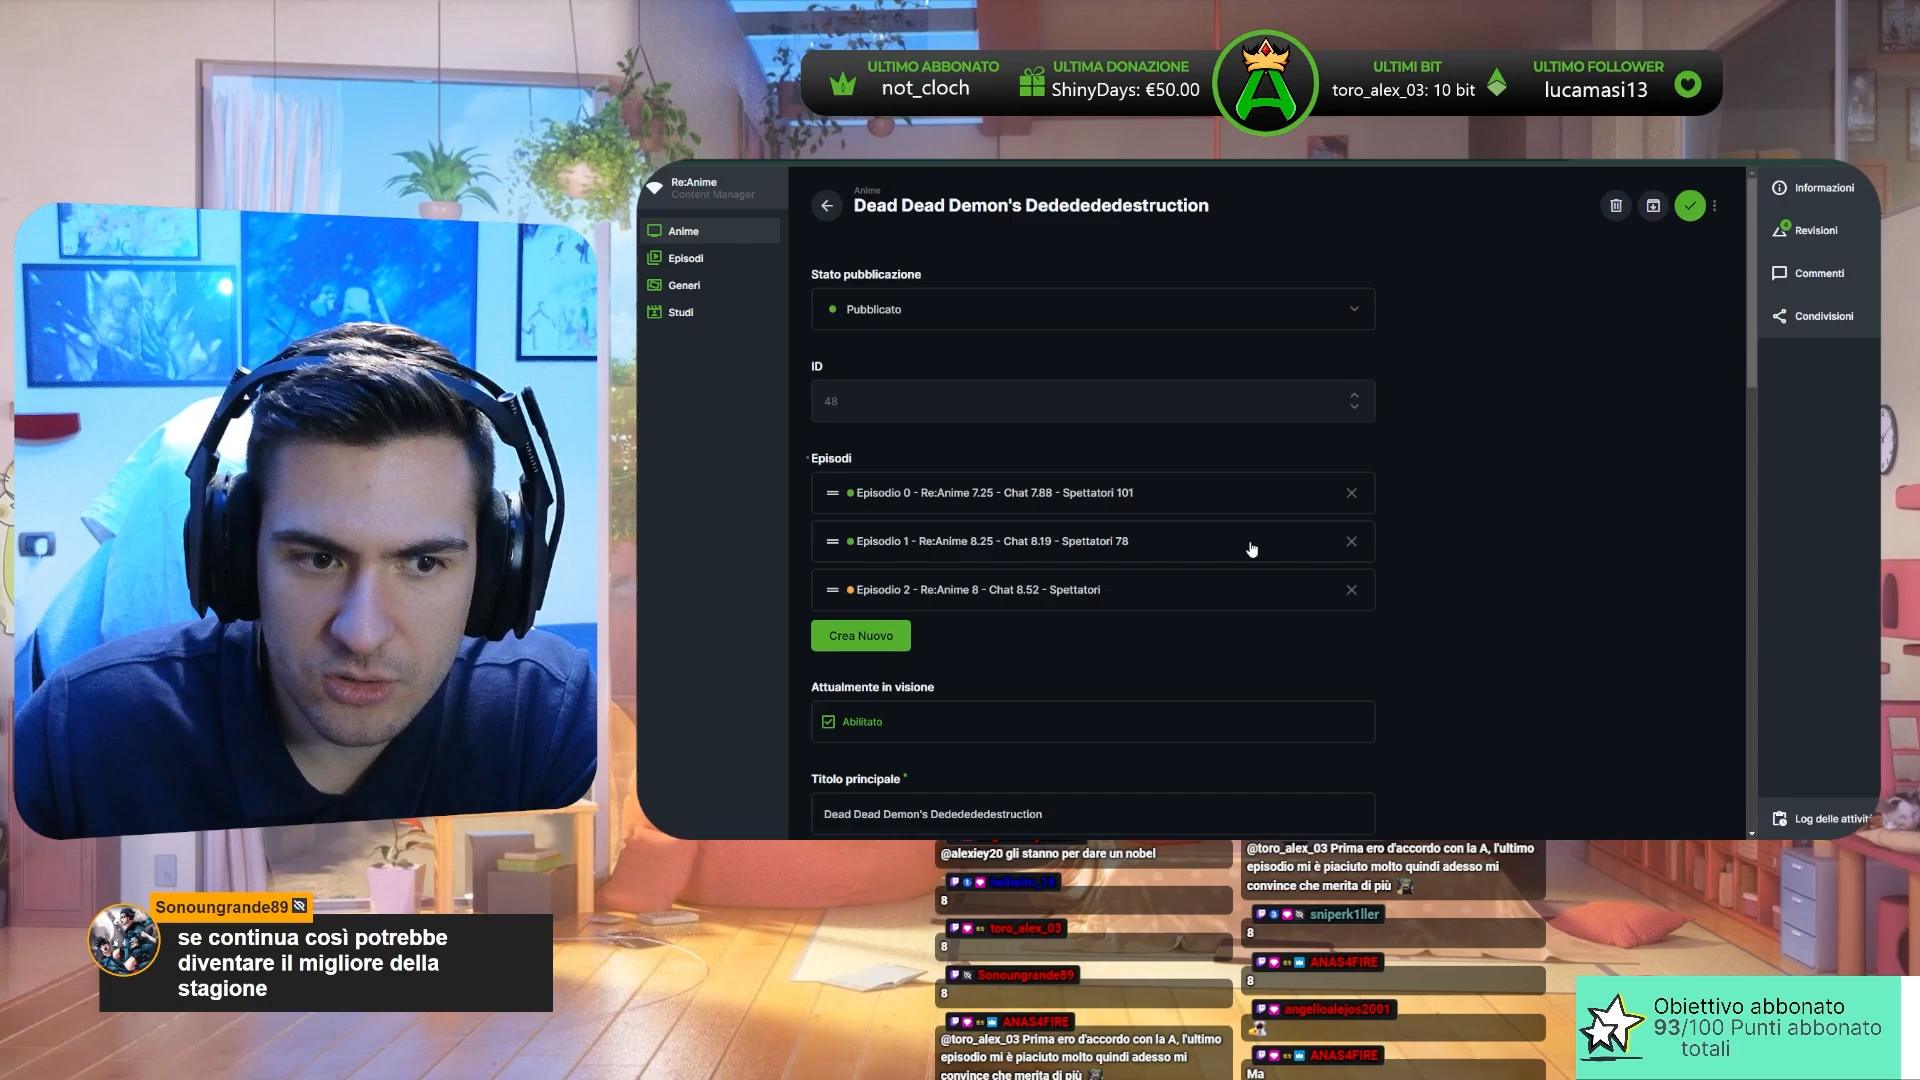 ULTIMO ABBONATO
not_cloch
ULTIMA DONAZIONE
ShinyDays: €50.00
ULTIMI BIT
toro_alex_03: 10 bit
ULTIMO FOLLOWER
lucamasi13
Re:Anime
Content Manager
Anime
Episodi
Generi
Studi
Anime
Dead Dead Demon's Dededededestruction
Stato pubblicazione
Pubblicato
ID
48
Episodi
Episodio 0 - Re:Anime 7.25 - Chat 7.88 - Spettatori 101
Episodio 1 - Re:Anime 8.25 - Chat 8.19 - Spettatori 78
Episodio 2 - Re:Anime 8 - Chat 8.52 - Spettatori
Crea Nuovo
Attualmente in visione
Abilitato
Titolo principale *
Dead Dead Demon's Dededededestruction
Informazioni
4
Revisioni
Commenti
Condivisioni
Log delle attivit
Sonoungrande89
se continua così potrebbe
diventare il migliore della
stagione
@alexiey20 gli stanno per dare un nobel
8
toro_alex_03
8
Sonoungrande89
8
ANAS4FIRE
@toro_alex_03 Prima ero d'accordo con la A, l'ultimo
episodio mi è piaciuto molto quindi adesso mi
convince che merita di più
@toro_alex_03 Prima ero d'accordo con la A, l'ultimo
episodio mi è piaciuto molto quindi adesso mi
convince che merita di più
sniperk1ller
8
ANAS4FIRE
8
angelloalejos2001
ANAS4FIRE
Ma
Obiettivo abbonato
93/100 Punti abbonato
totali